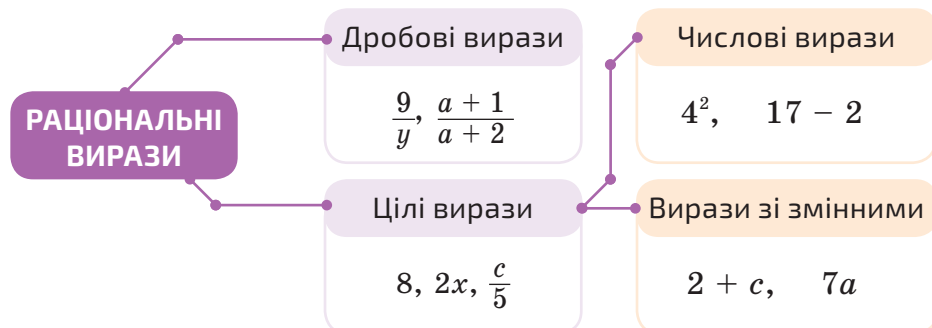 РАЦІОНАЛЬНІ
ВИРАЗИ
Дробові вирази
9/y, (a + 1)/(a + 2)
Цілі вирази
8, 2x, c/5
Числові вирази
4², 17 − 2
Вирази зі змінними
2 + c, 7a